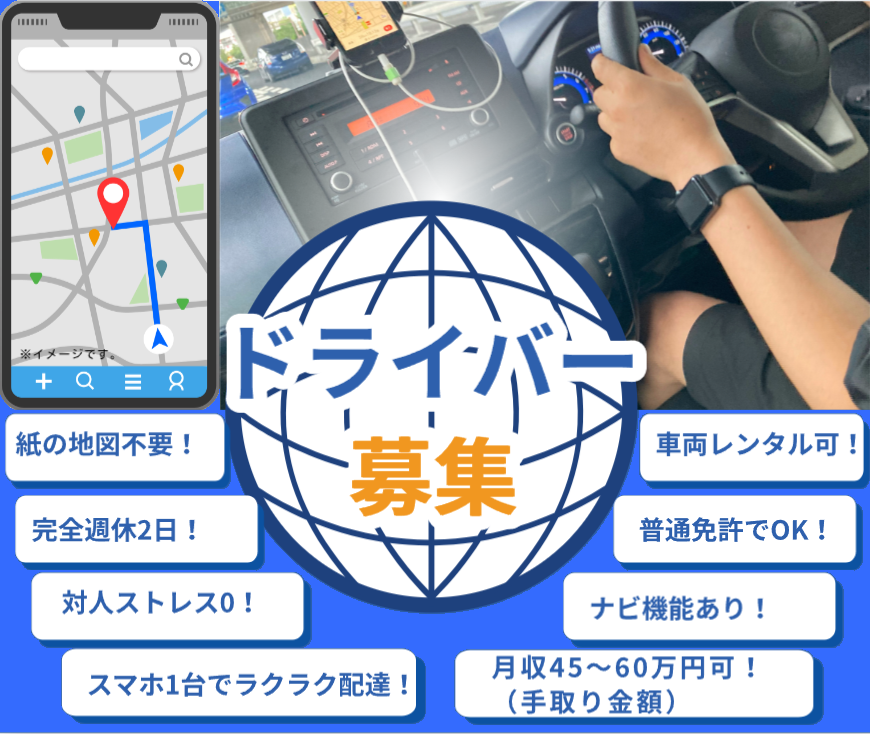 ※イメージです。
ドライバー
募集
紙の地図不要！
車両レンタル可！
完全週休2日！
普通免許でOK！
対人ストレス0！
ナビ機能あり！
スマホ1台でラクラク配達！
月収45～60万円可！
（手取り金額）